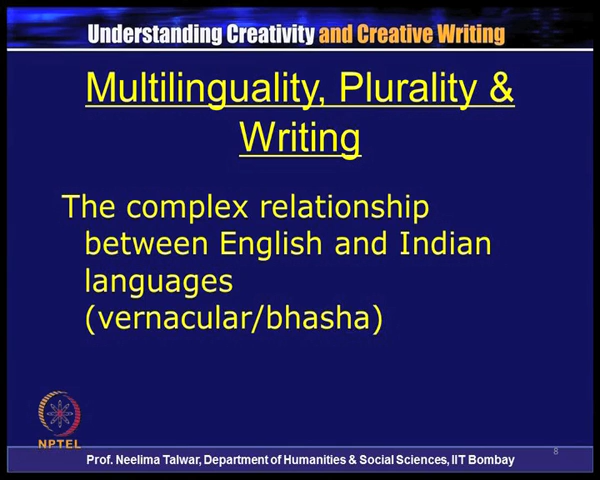 Understanding Creativity and Creative Writing
Multilinguality, Plurality &
Writing
The complex relationship
between English and Indian
languages
(vernacular/bhasha)
NPTEL
8
Prof. Neelima Talwar, Department of Humanities & Social Sciences, IIT Bombay